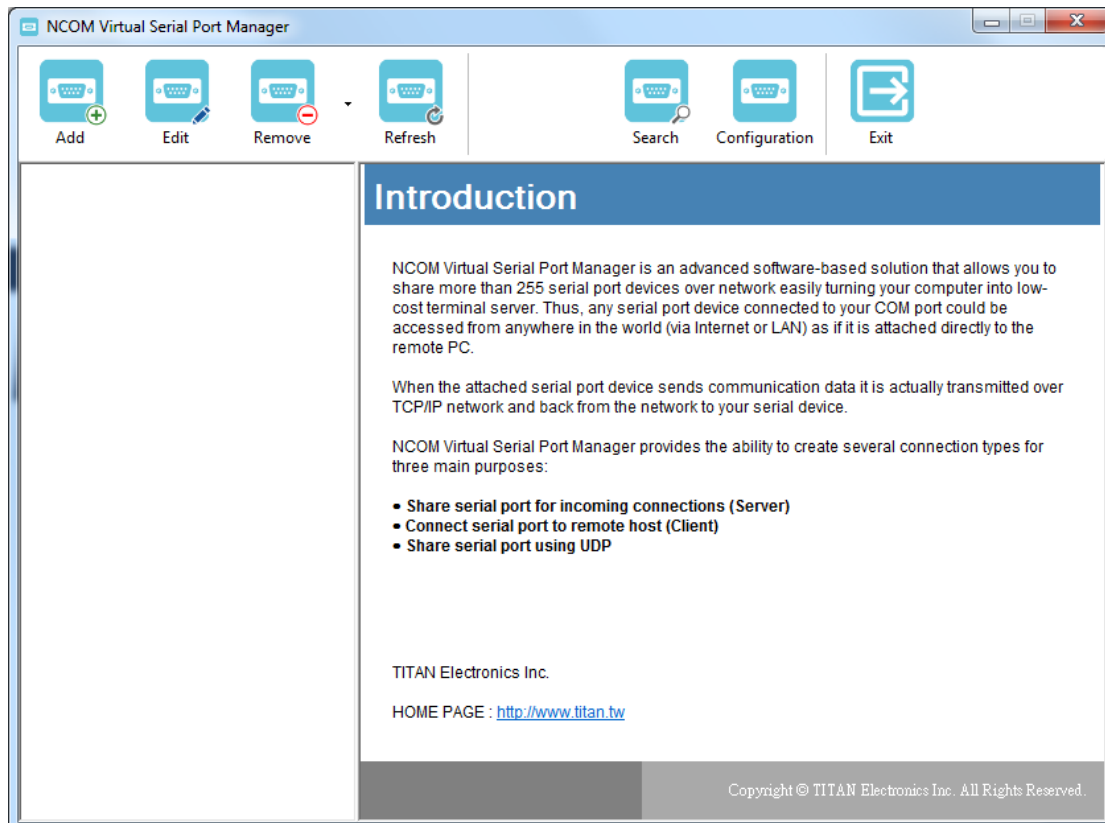 NCOM Virtual Serial Port Manager
Add
Edit
Remove
Refresh
Search
Configuration
Exit
Introduction
NCOM Virtual Serial Port Manager is an advanced software-based solution that allows you to
share more than 255 serial port devices over network easily turning your computer into low-
cost terminal server. Thus, any serial port device connected to your COM port could be
accessed from anywhere in the world (via Internet or LAN) as if it is attached directly to the
remote PC.
When the attached serial port device sends communication data it is actually transmitted over
TCP/IP network and back from the network to your serial device.
NCOM Virtual Serial Port Manager provides the ability to create several connection types for
three main purposes:
• Share serial port for incoming connections (Server)
• Connect serial port to remote host (Client)
• Share serial port using UDP
TITAN Electronics Inc.
HOME PAGE : http://www.titan.tw
Copyright © TITAN Electronics Inc. All Rights Reserved.